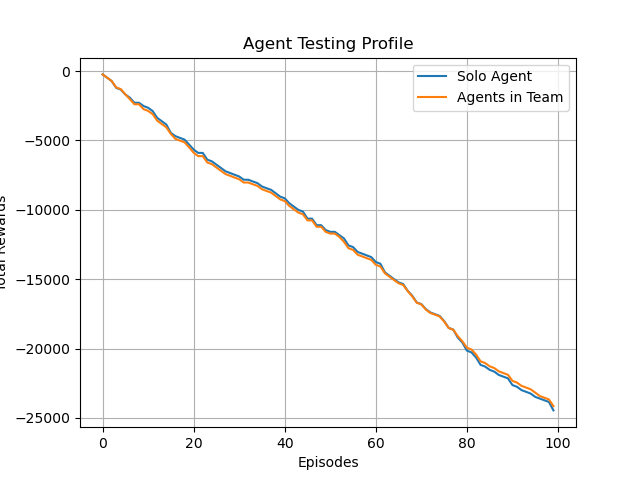 Agent Testing Profile
Solo Agent
Agents in Team
0
−5000
−10000
−15000
−20000
−25000
Total Rewards
0 20 40 60 80 100
Episodes